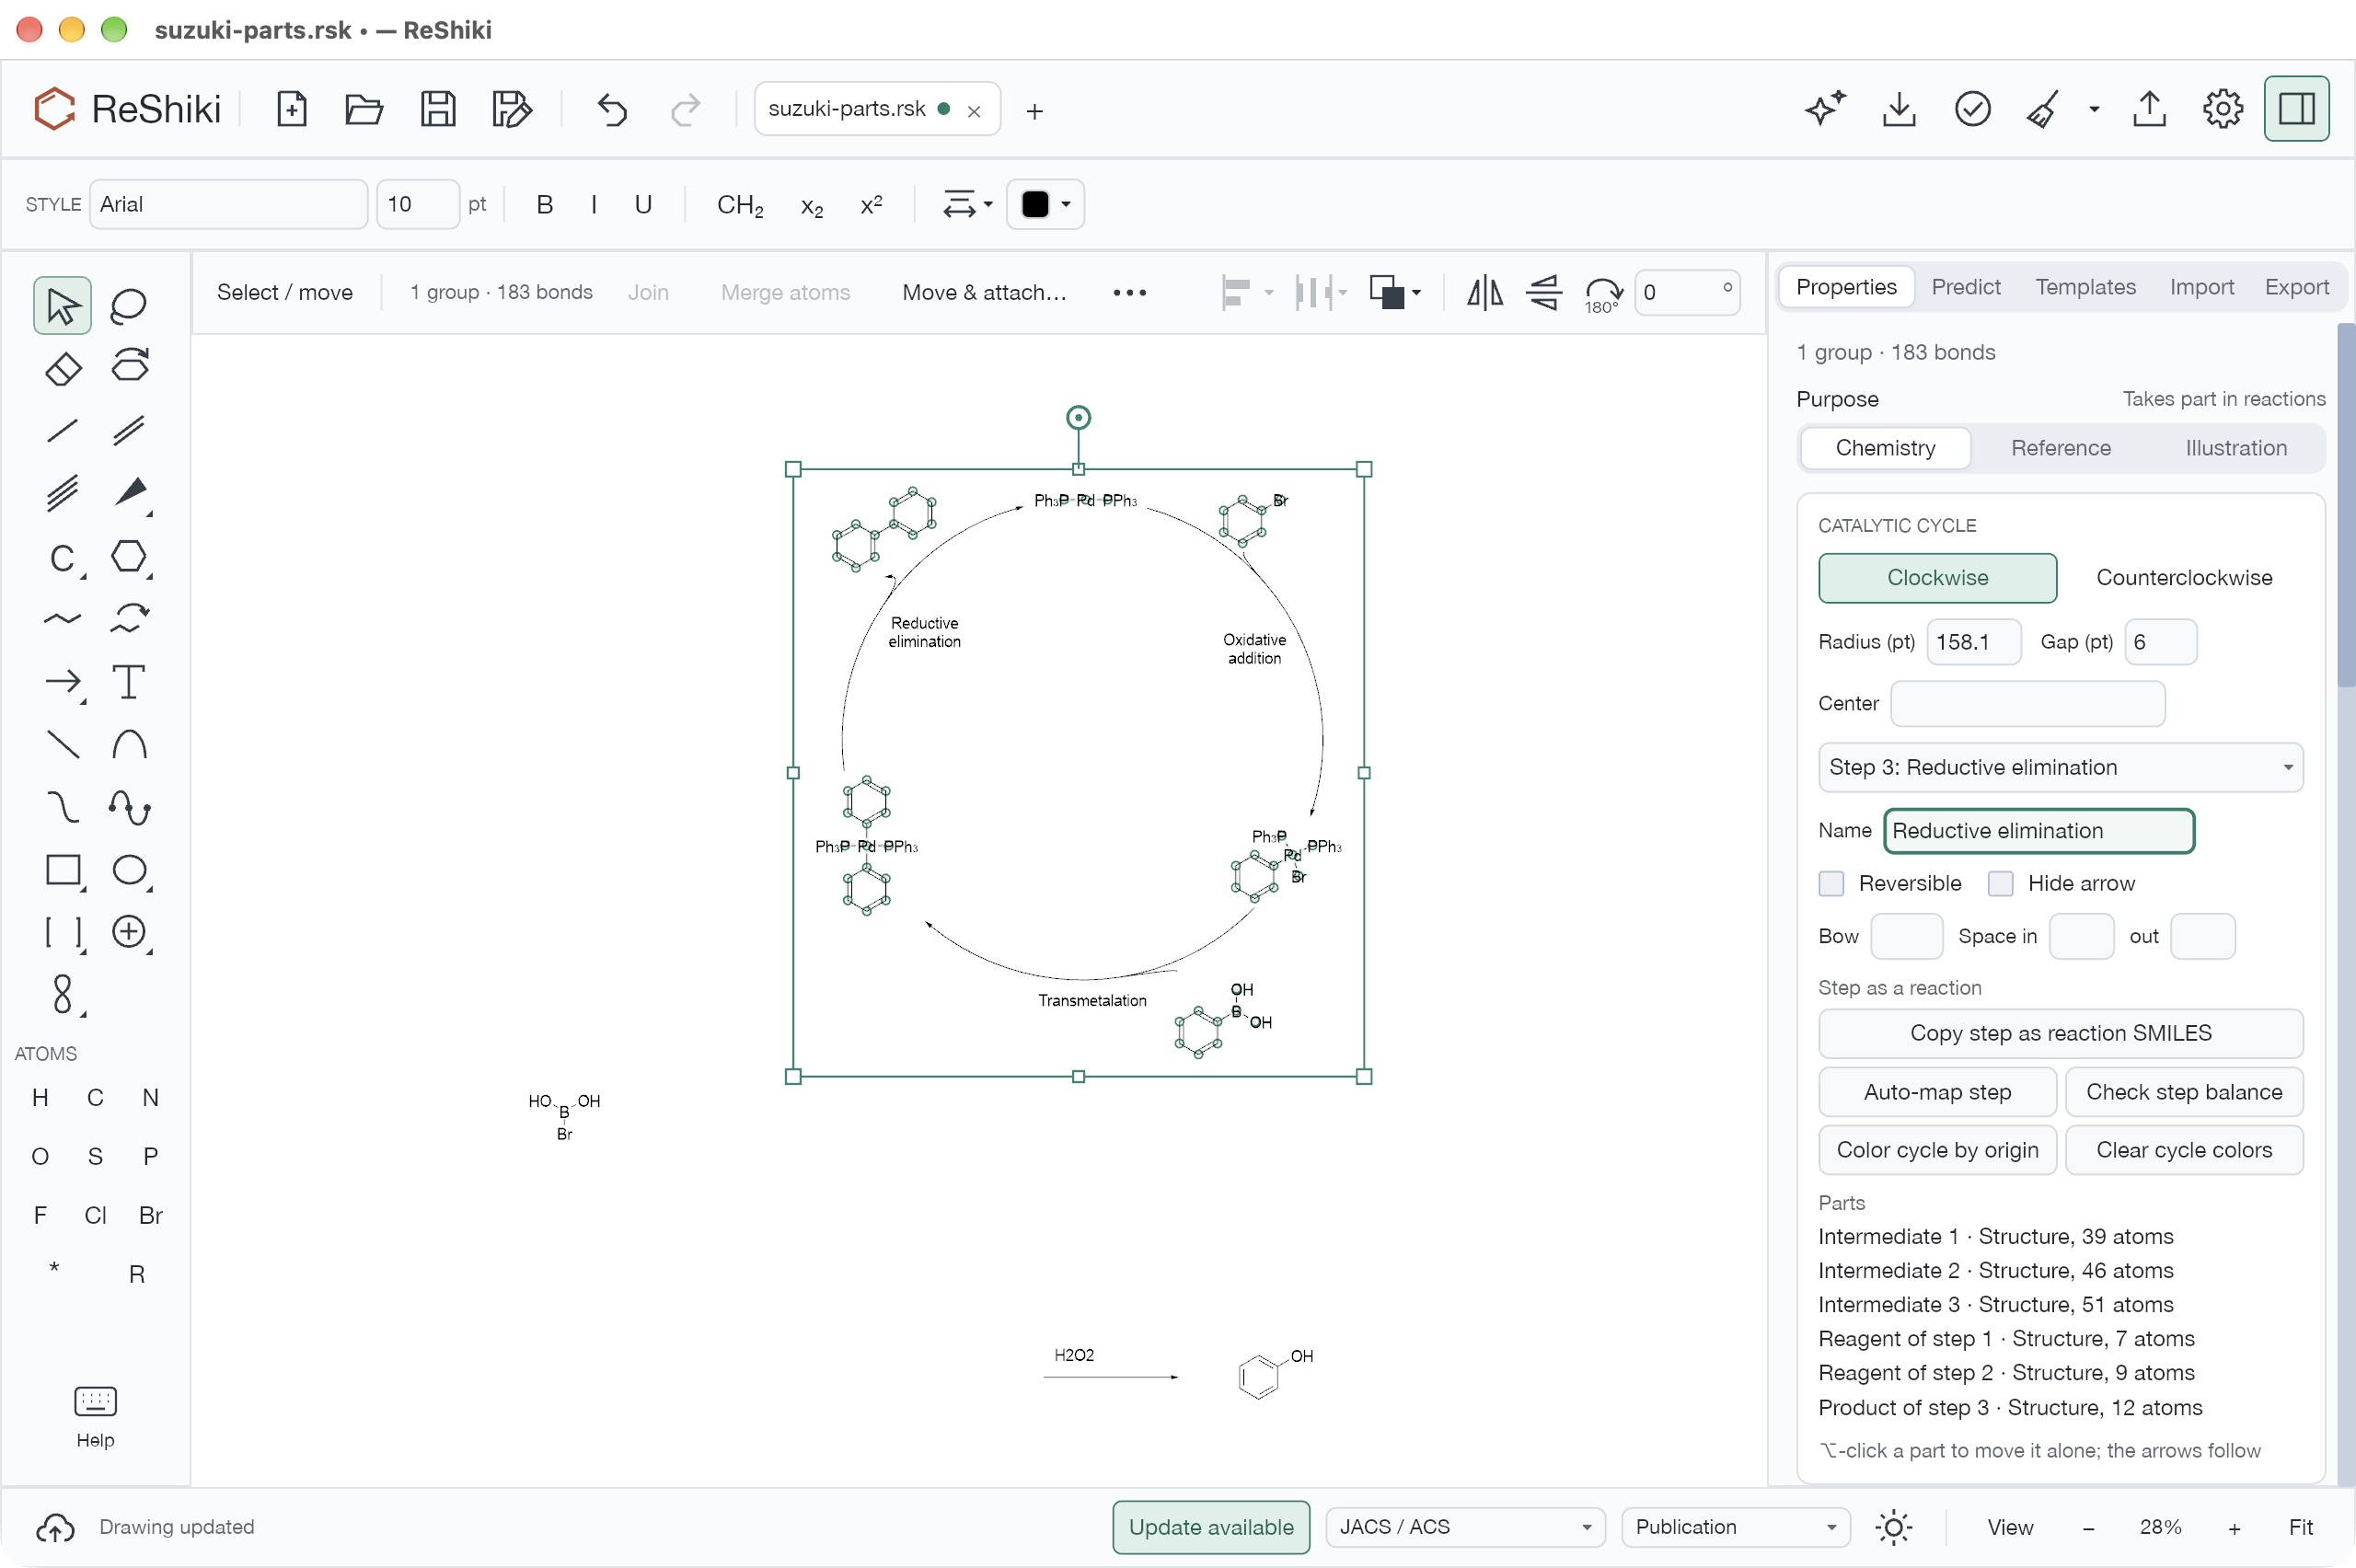 suzuki-parts.rsk • — ReShiki
ReShiki
suzuki-parts.rsk
STYLE Arial 10 pt B I U CH₂ x₂ x²
Select / move 1 group · 183 bonds Join Merge atoms Move & attach... 180° 0 °
Properties Predict Templates Import Export
1 group · 183 bonds
Purpose Takes part in reactions
Chemistry Reference Illustration
CATALYTIC CYCLE
Clockwise Counterclockwise
Radius (pt) 158.1 Gap (pt) 6
Center
Step 3: Reductive elimination
Name Reductive elimination
Reversible Hide arrow
Bow Space in out
Step as a reaction
Copy step as reaction SMILES
Auto-map step Check step balance
Color cycle by origin Clear cycle colors
Parts
Intermediate 1 · Structure, 39 atoms
Intermediate 2 · Structure, 46 atoms
Intermediate 3 · Structure, 51 atoms
Reagent of step 1 · Structure, 7 atoms
Reagent of step 2 · Structure, 9 atoms
Product of step 3 · Structure, 12 atoms
⌥-click a part to move it alone; the arrows follow
C
T
ATOMS
H C N
O S P
F Cl Br
* R
Help
Ph₃P Pd PPh₃
Br
Reductive
elimination
Oxidative
addition
Ph₃P Pd PPh₃
Ph₃P
Pd PPh₃
Br
Transmetalation
OH
B
OH
HO B OH
Br
H2O2
OH
Drawing updated
Update available JACS / ACS Publication View − 28% + Fit